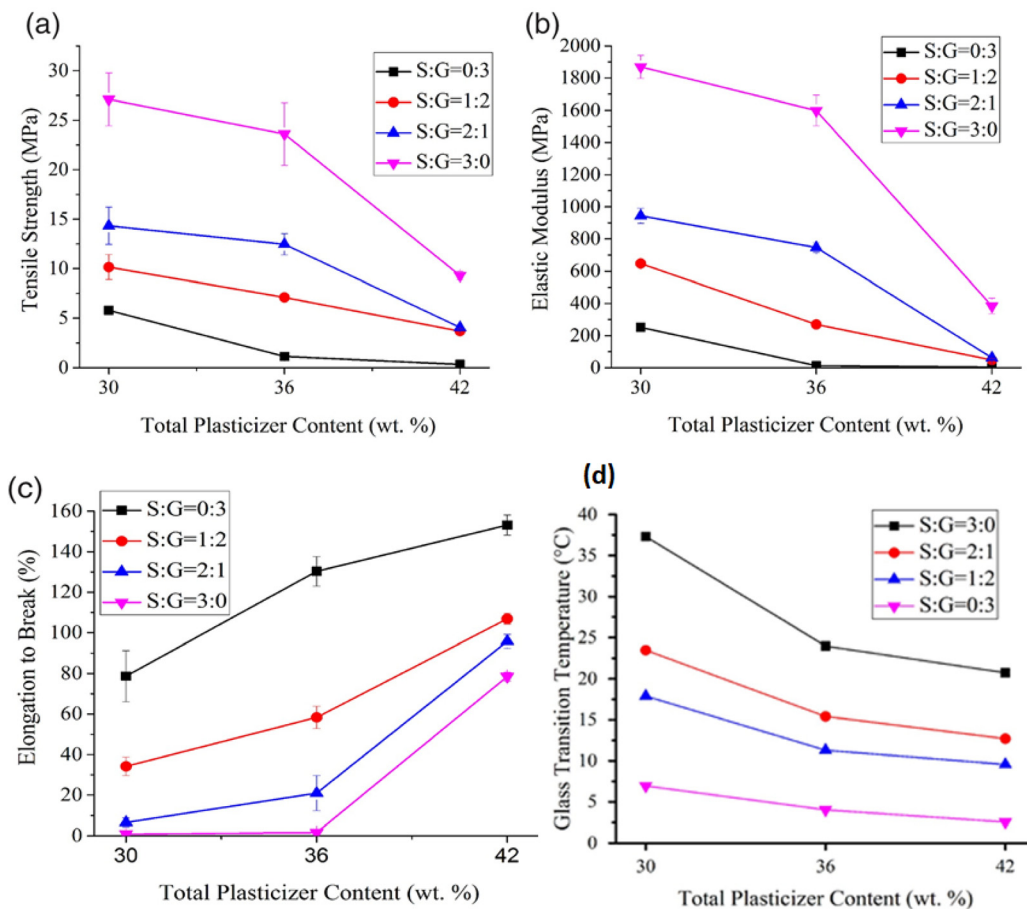 (a)
S:G=0:3
S:G=1:2
S:G=2:1
S:G=3:0
Tensile Strength (MPa)
30
25
20
15
10
5
0
30 36 42
Total Plasticizer Content (wt. %)
(b)
S:G=0:3
S:G=1:2
S:G=2:1
S:G=3:0
Elastic Modulus (MPa)
2000
1800
1600
1400
1200
1000
800
600
400
200
0
30 36 42
Total Plasticizer Content (wt. %)
(c)
S:G=0:3
S:G=1:2
S:G=2:1
S:G=3:0
Elongation to Break (%)
160
140
120
100
80
60
40
20
0
30 36 42
Total Plasticizer Content (wt. %)
(d)
S:G=3:0
S:G=2:1
S:G=1:2
S:G=0:3
Glass Transition Temperature (°C)
40
35
30
25
20
15
10
5
0
30 36 42
Total Plasticizer Content (wt. %)